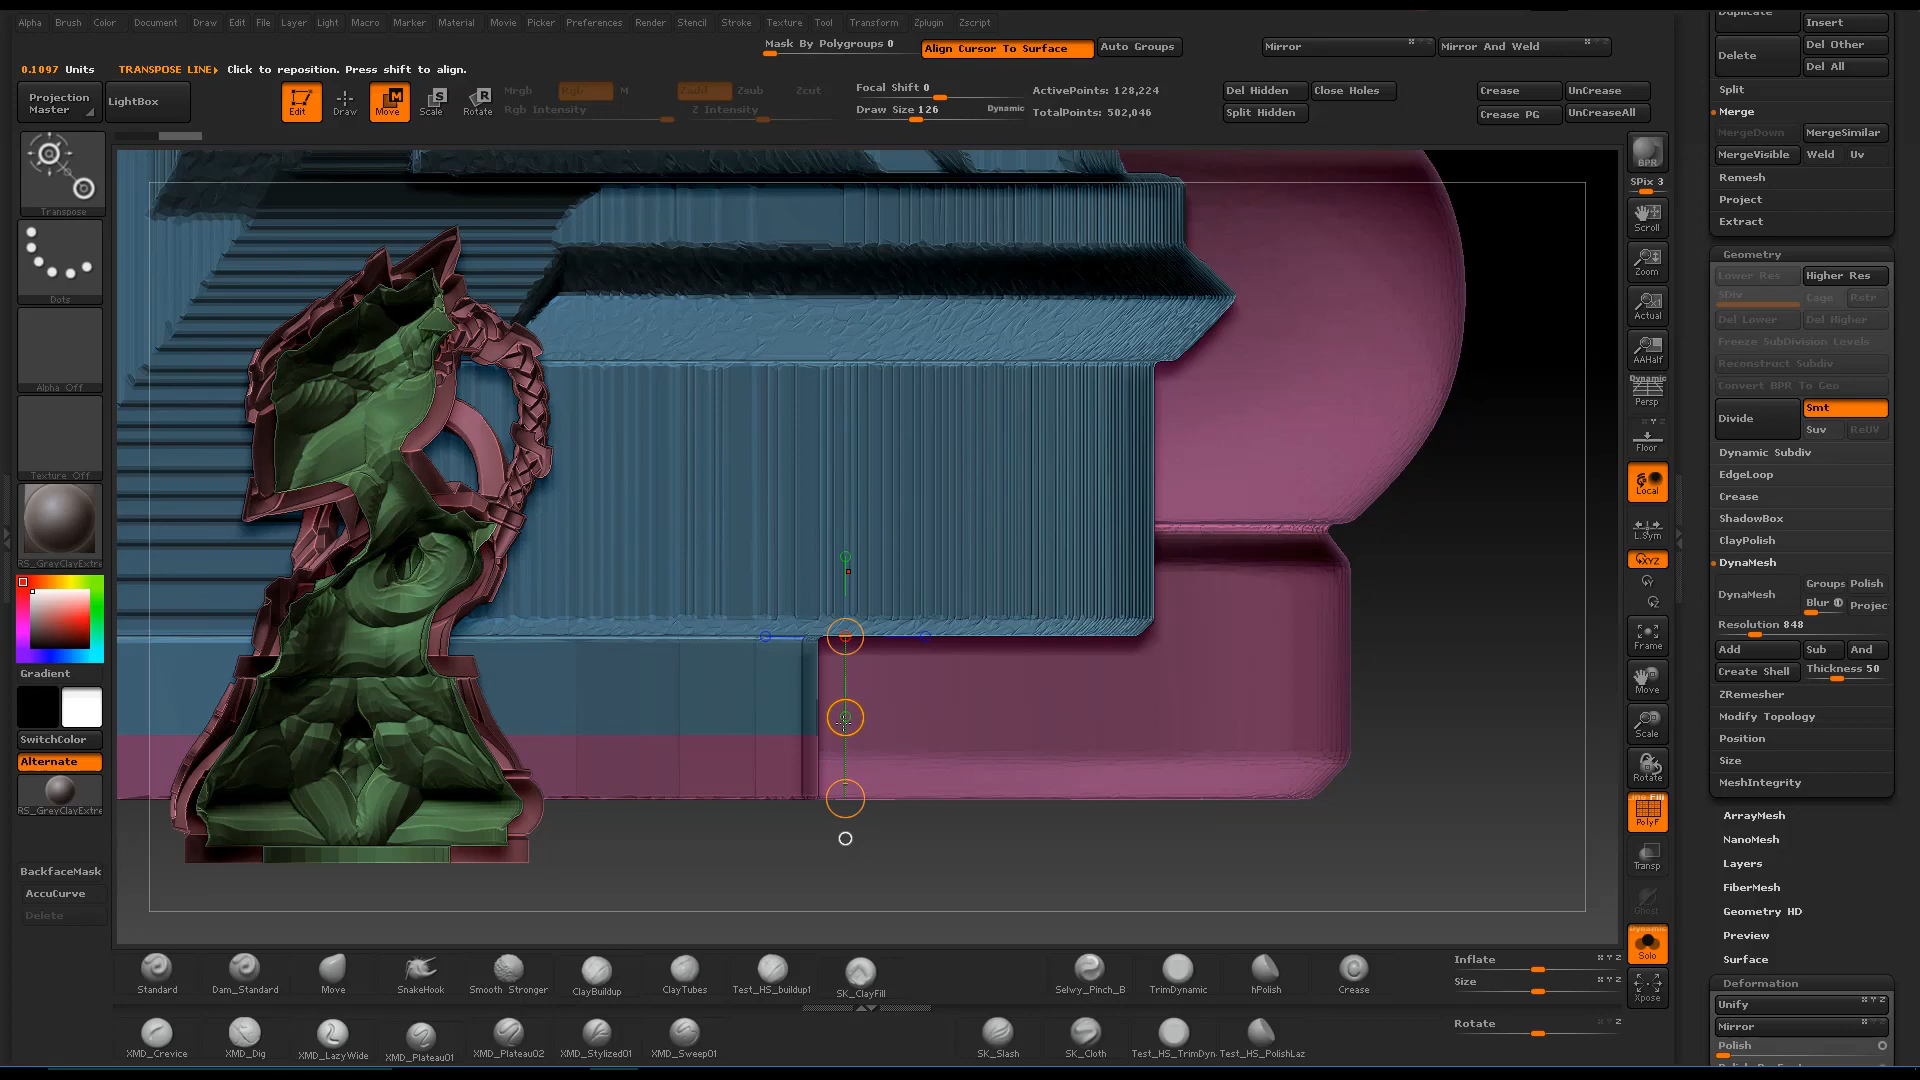 Alpha Brush Color Document Draw Edit File Layer Light Macro Marker Material Movie Picker Preferences Render Stencil Stroke Texture Tool Transform Zplugin Zscript
Mask By Polygroups 0
Align Cursor To Surface
Auto Groups
Mirror
Mirror And Weld
0.1097 Units
TRANSPOSE LINE
Click to reposition. Press shift to align.
Projection Master
LightBox
Edit
Draw
Move
Scale
Rotate
Mrgb
Rgb
M
Rgb Intensity
Zadd
Zsub
Zcut
Z Intensity
Focal Shift 0
Draw Size 126
Dynamic
ActivePoints: 128,224
TotalPoints: 502,046
Del Hidden
Close Holes
Split Hidden
Crease
UnCrease
Crease PG
UnCreaseAll
Transpose
Dots
Alpha Off
Texture Off
RS_GreyClayExtre
Gradient
SwitchColor
Alternate
RS_GreyClayExtre
BackfaceMask
AccuCurve
Delete
BPR
SPix 3
Scroll
Zoom
Actual
AAHalf
Dynamic
Persp
Floor
Local
L.Sym
XYZ
Frame
Move
Scale
Rotate
PolyF
Transp
Ghost
Dynamic
Solo
Xpose
Insert
Delete
Del Other
Del All
Split
Merge
MergeDown
MergeSimilar
MergeVisible
Weld
Uv
Remesh
Project
Extract
Geometry
Lower Res
Higher Res
SDiv
Cage
Rstr
Del Lower
Del Higher
Freeze SubDivision Levels
Reconstruct Subdiv
Convert BPR To Geo
Divide
Smt
Suv
ReUV
Dynamic Subdiv
EdgeLoop
Crease
ShadowBox
ClayPolish
DynaMesh
DynaMesh
Groups
Polish
Blur
Projec
Resolution 848
Add
Sub
And
Create Shell
Thickness 50
ZRemesher
Modify Topology
Position
Size
MeshIntegrity
ArrayMesh
NanoMesh
Layers
FiberMesh
Geometry HD
Preview
Surface
Deformation
Unify
Mirror
Polish
Standard
Dam_Standard
Move
SnakeHook
Smooth Stronger
ClayBuildup
ClayTubes
Test_HS_buildup1
SK_ClayFill
Selwy_Pinch_B
TrimDynamic
hPolish
Crease
Inflate
Size
Rotate
XMD_Crevice
XMD_Dig
XMD_LazyWide
XMD_Plateau01
XMD_Plateau02
XMD_Stylized01
XMD_Sweep01
SK_Slash
SK_Cloth
Test_HS_TrimDyn
Test_HS_PolishLaz